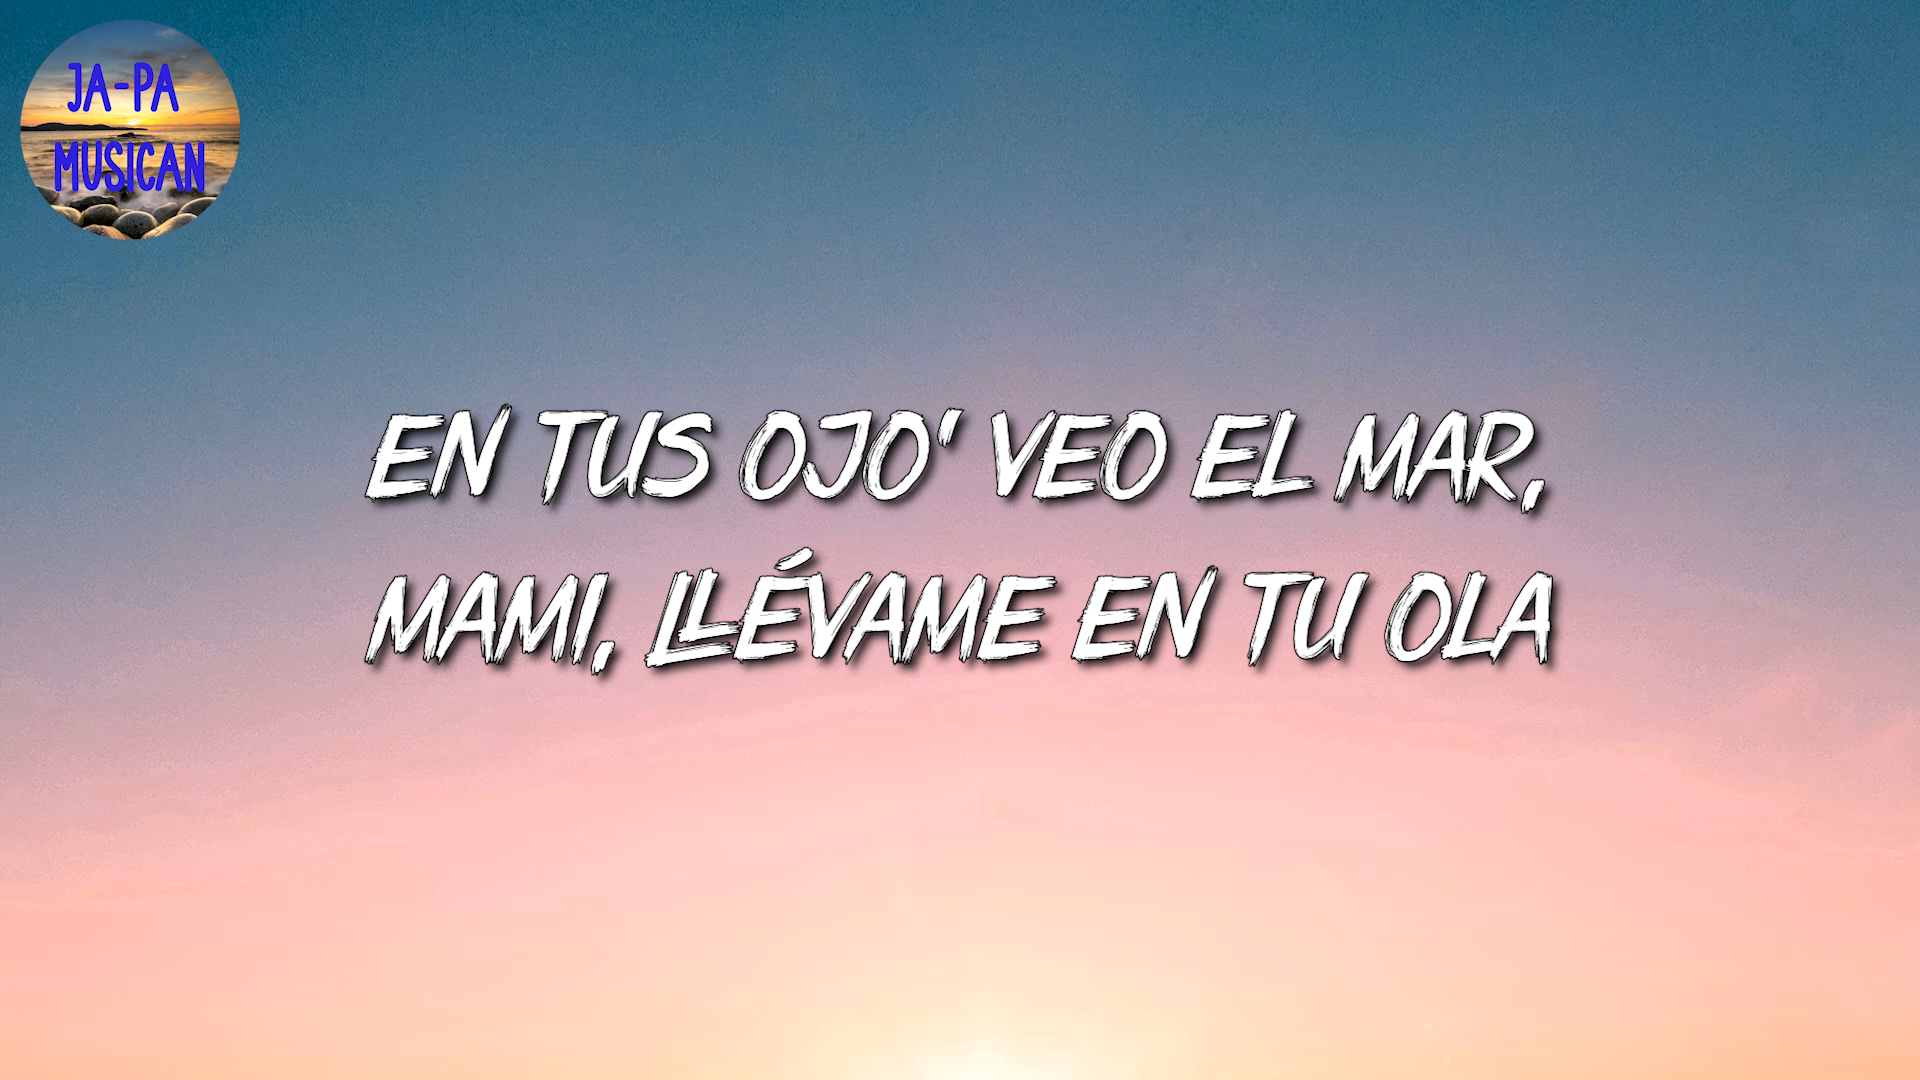 JA-PA
MUSICAN
EN TUS OJO' VEO EL MAR,
MAMI, LLÉVAME EN TU OLA